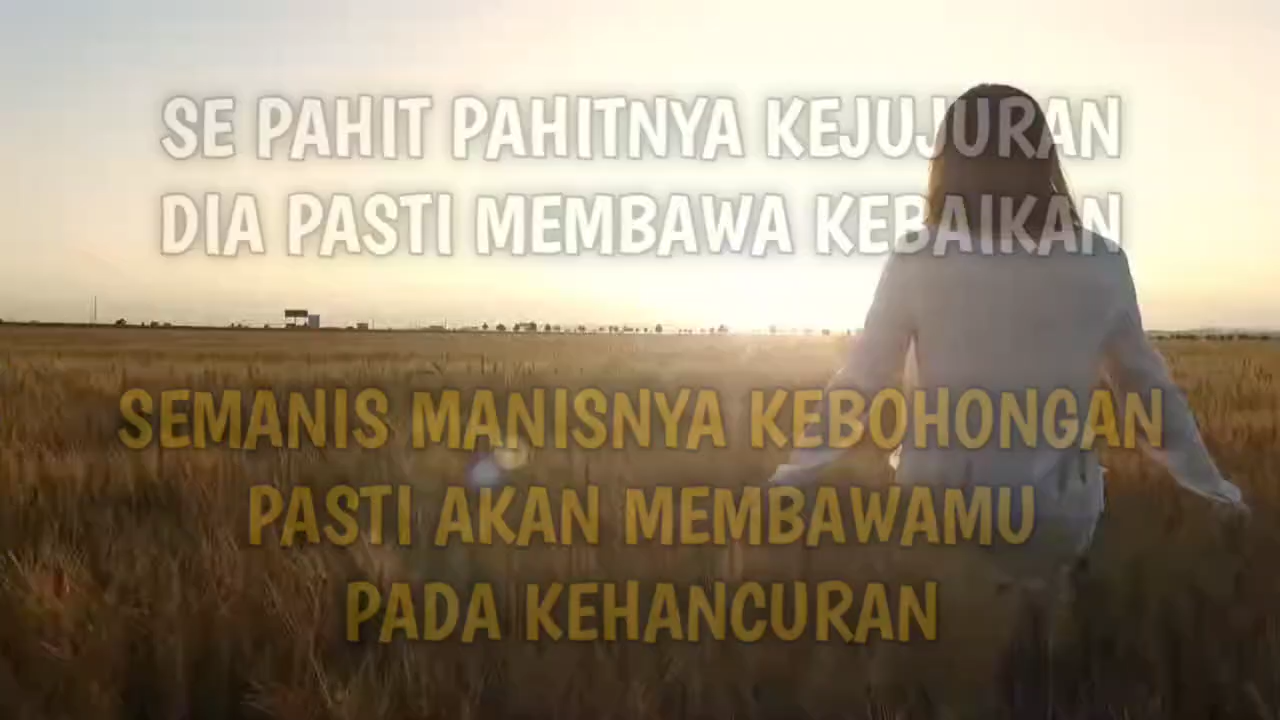 SE PAHIT PAHITNYA KEJUJURAN
DIA PASTI MEMBAWA KEBAIKAN
SEMANIS MANISNYA KEBOHONGAN
PASTI AKAN MEMBAWAMU
PADA KEHANCURAN